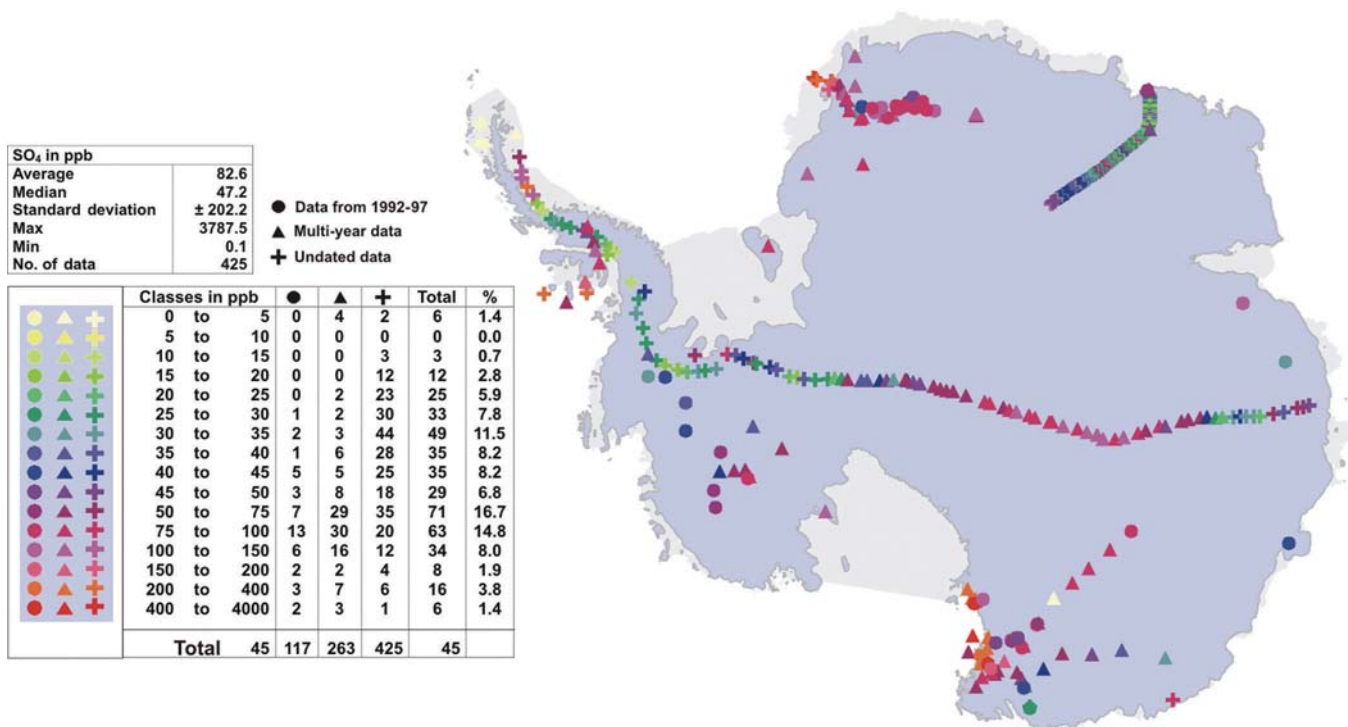 SO₄ in ppb
Average 82.6
Median 47.2
Standard deviation ± 202.2
Max 3787.5
Min 0.1
No. of data 425
Data from 1992-97
Multi-year data
Undated data
Classes in ppb Total %
0 to 5 0 4 2 6 1.4
5 to 10 0 0 0 0 0.0
10 to 15 0 0 3 3 0.7
15 to 20 0 0 12 12 2.8
20 to 25 0 2 23 25 5.9
25 to 30 1 2 30 33 7.8
30 to 35 2 3 44 49 11.5
35 to 40 1 6 28 35 8.2
40 to 45 5 5 25 35 8.2
45 to 50 3 8 18 29 6.8
50 to 75 7 29 35 71 16.7
75 to 100 13 30 20 63 14.8
100 to 150 6 16 12 34 8.0
150 to 200 2 2 4 8 1.9
200 to 400 3 7 6 16 3.8
400 to 4000 2 3 1 6 1.4
Total 45 117 263 425 45